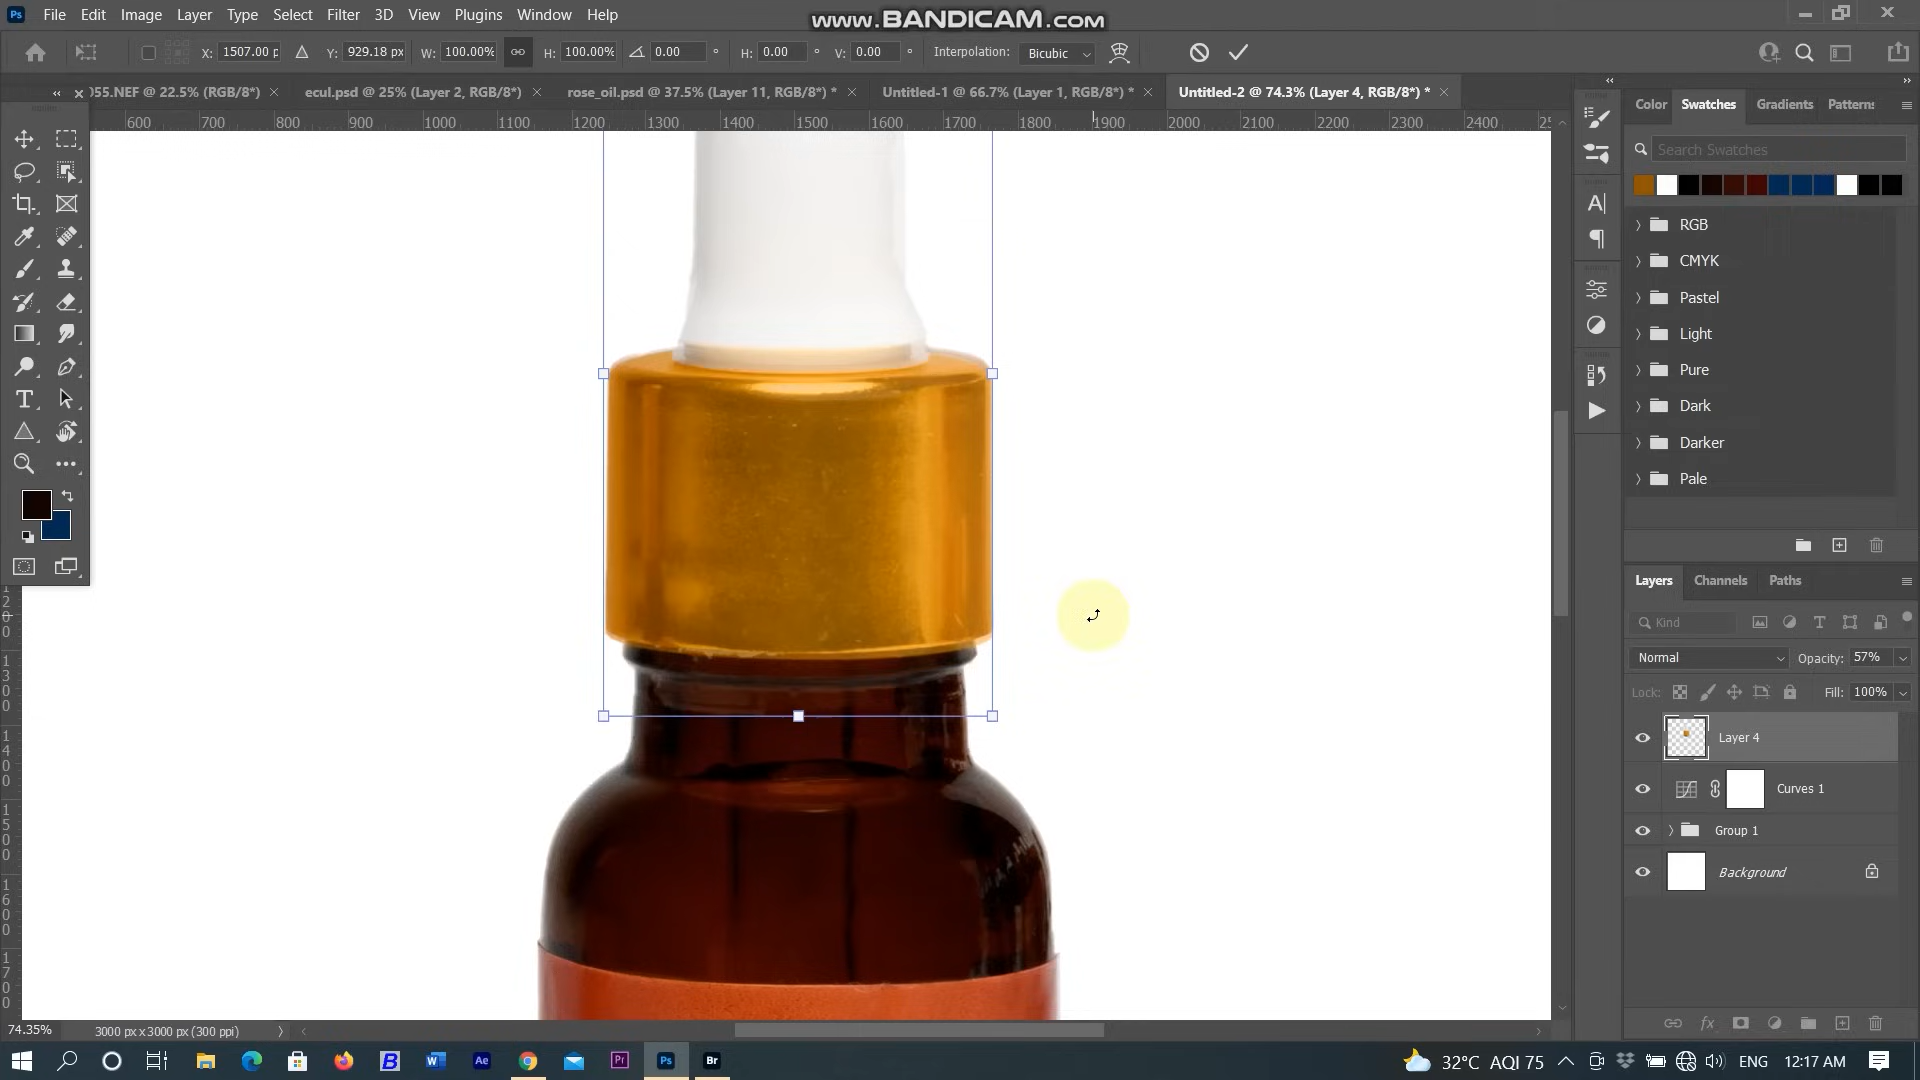 File Edit Image Layer Type Select Filter 3D View Plugins Window Help
www.BANDICAM.com
X: 1507.00 p Y: 929.18 px W: 100.00% H: 100.00% 0.00 ° H: 0.00 ° V: 0.00 ° Interpolation: Bicubic
055.NEF @ 22.5% (RGB/8*) ecul.psd @ 25% (Layer 2, RGB/8*) rose_oil.psd @ 37.5% (Layer 11, RGB/8*) * Untitled-1 @ 66.7% (Layer 1, RGB/8*) * Untitled-2 @ 74.3% (Layer 4, RGB/8*) *
600 700 800 900 1000 1100 1200 1300 1400 1500 1600 1700 1800 1900 2000 2100 2200 2300 2400
Color Swatches Gradients Patterns
Search Swatches
RGB
CMYK
Pastel
Light
Pure
Dark
Darker
Pale
1200
1300
1400
1500
1600
1700
Layers Channels Paths
Kind
Normal Opacity: 57%
Lock: Fill: 100%
Layer 4
Curves 1
Group 1
Background
74.35% 3000 px x 3000 px (300 ppi)
32°C AQI 75 ENG 12:17 AM